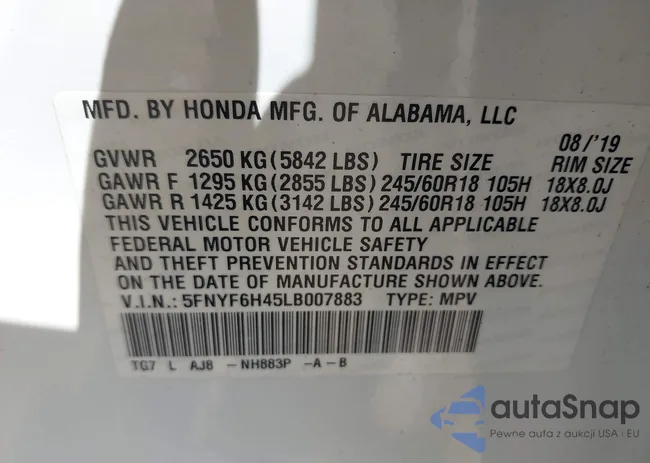 MFD. BY HONDA MFG. OF ALABAMA, LLC
08/'19
GVWR 2650 KG(5842 LBS) TIRE SIZE RIM SIZE
GAWR F 1295 KG(2855 LBS)245/60R18 105H 18X8.0J
GAWR R 1425 KG(3142 LBS)245/60R18 105H 18X8.0J
THIS VEHICLE CONFORMS TO ALL APPLICABLE
FEDERAL MOTOR VEHICLE SAFETY
AND THEFT PREVENTION STANDARDS IN EFFECT
ON THE DATE OF MANUFACTURE SHOWN ABOVE.
V.I.N.: 5FNYF6H45LB007883 TYPE: MPV
TG7 L AJ8 -NH883P -A-B
autoSnap
Pewne auta z aukcji USA i EU